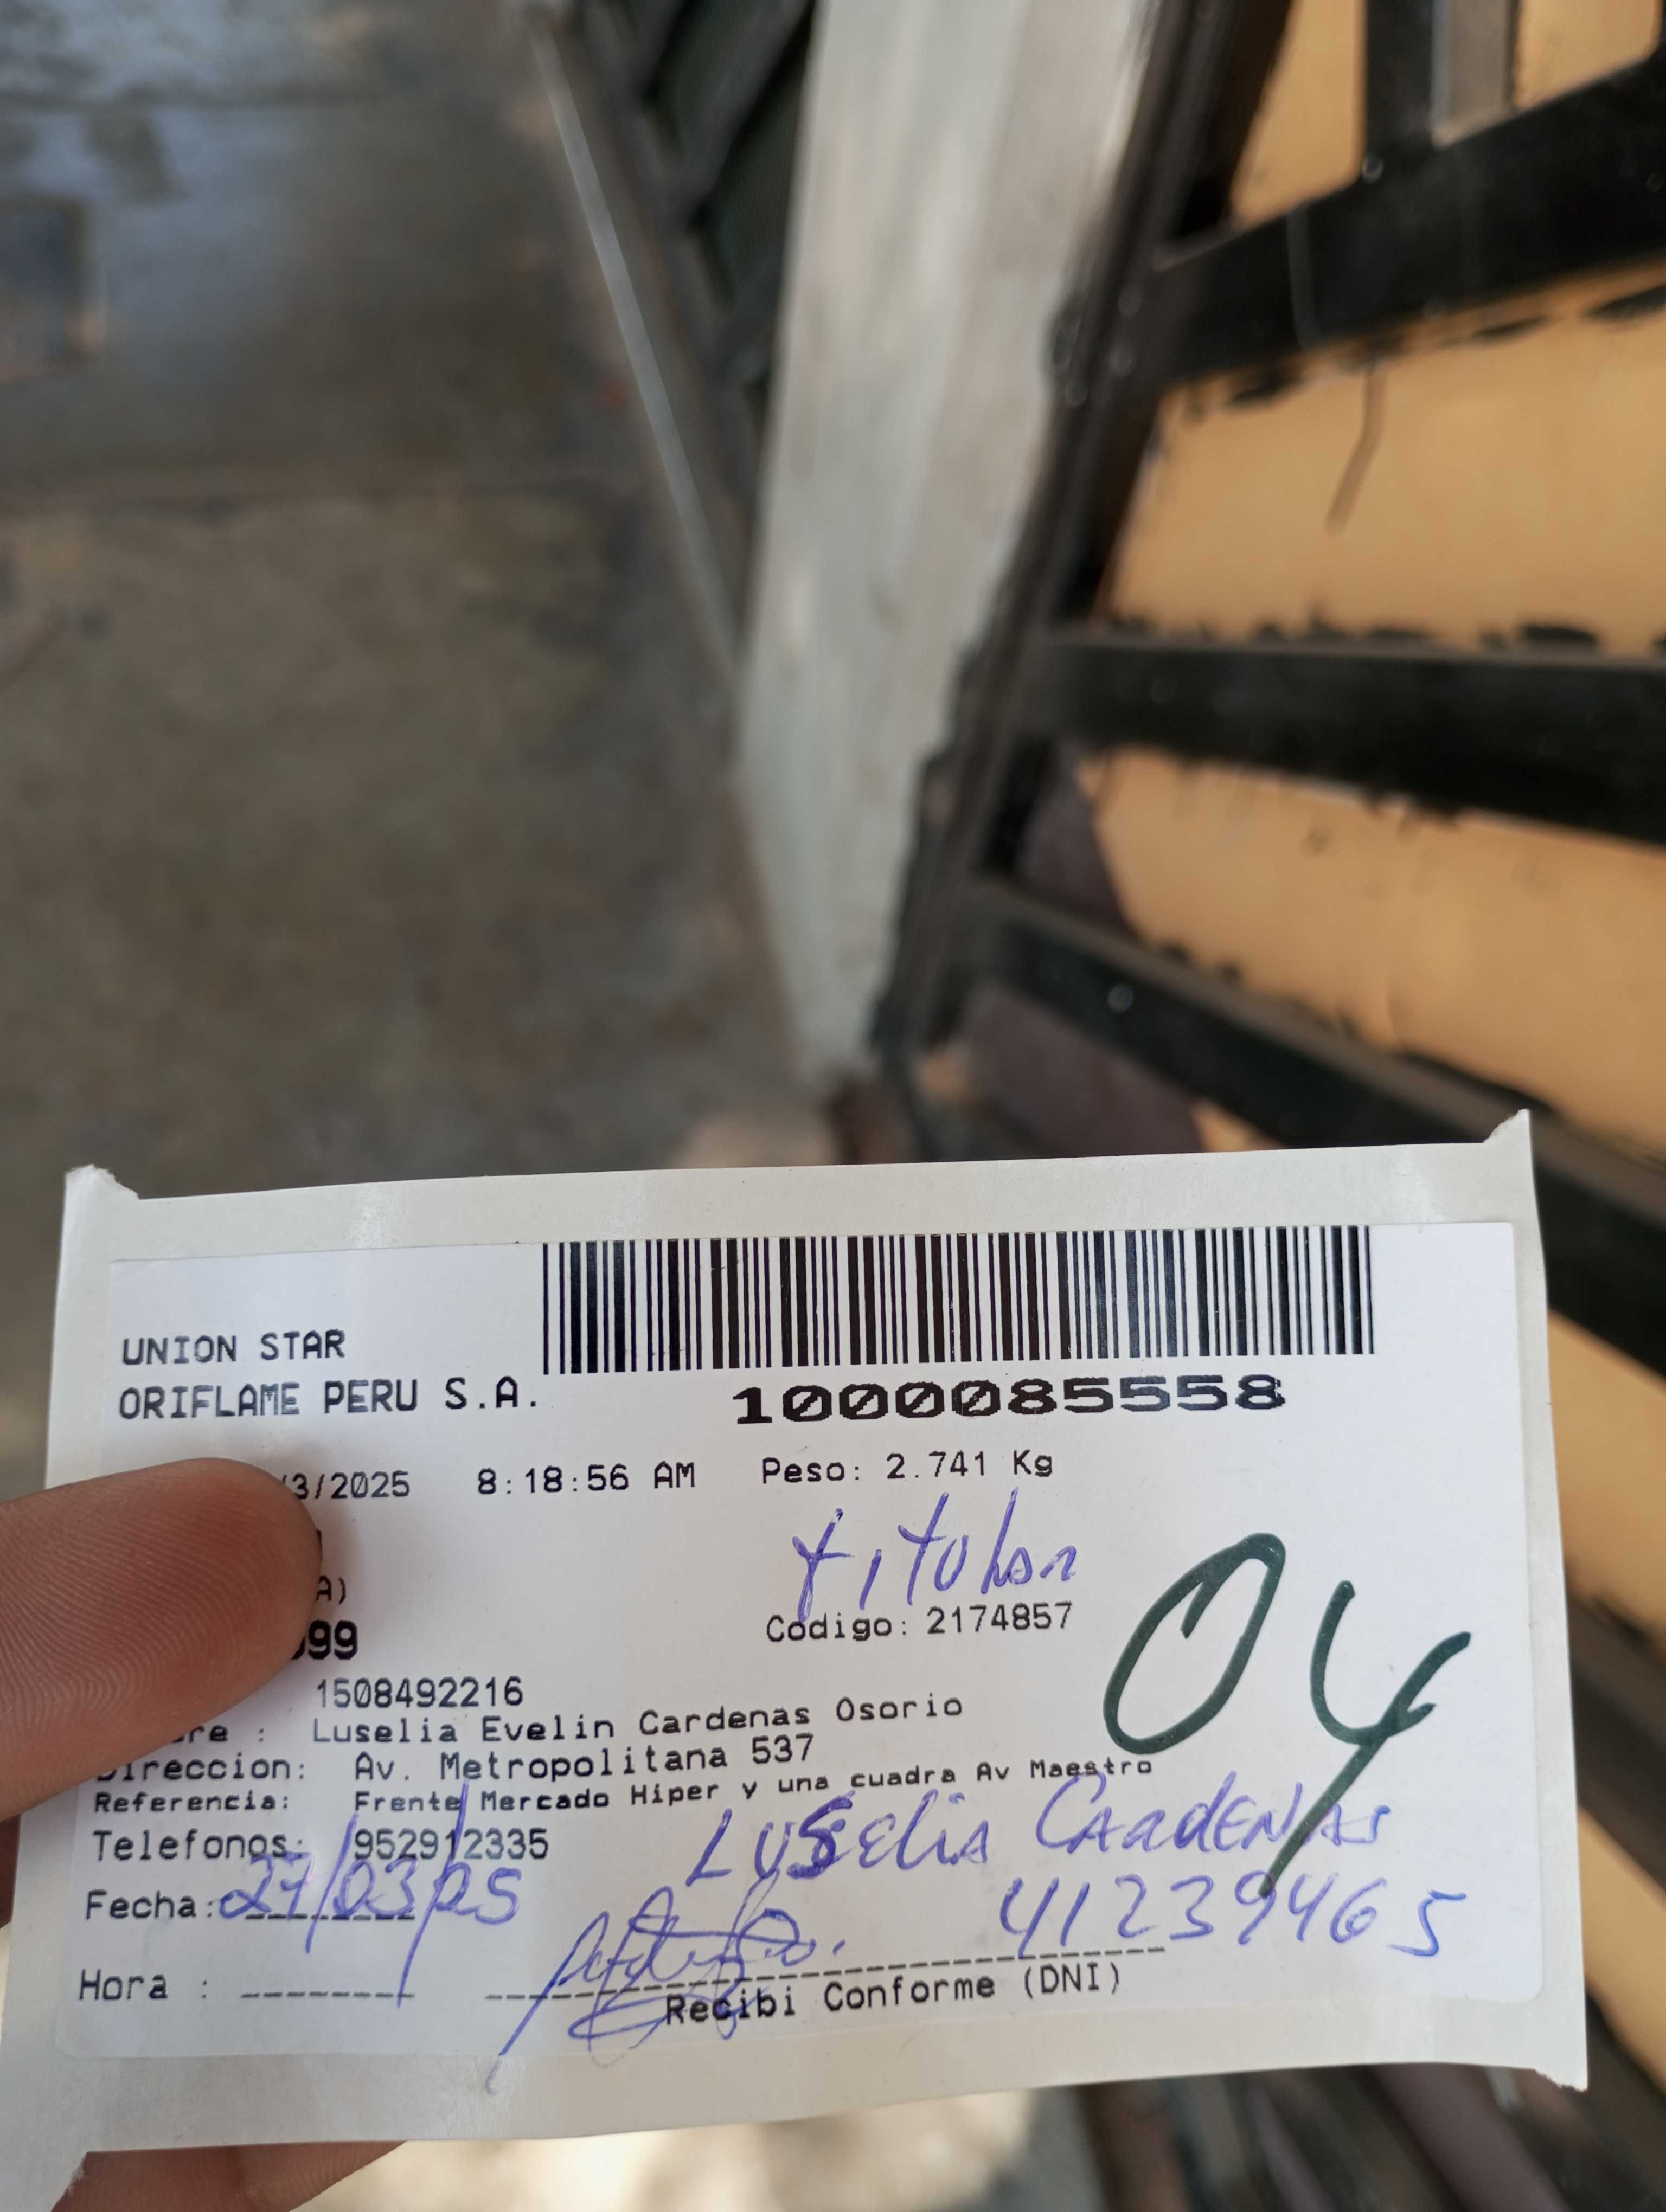 UNION STAR
ORIFLAME PERU S.A.
1000085558
/3/2025 8:18:56 AM Peso: 2.741 Kg
titular
A)
99
Codigo: 2174857
04
1508492216
re : Luselia Evelin Cardenas Osorio
Direccion: Av. Metropolitana 537
Referencia: Frente Mercado Hiper y una cuadra Av Maestro
Telefonos: 952912335
LUSElia CARdENAS
Fecha: 27/03/25
41239465
Hora : --------
Recibi Conforme (DNI)